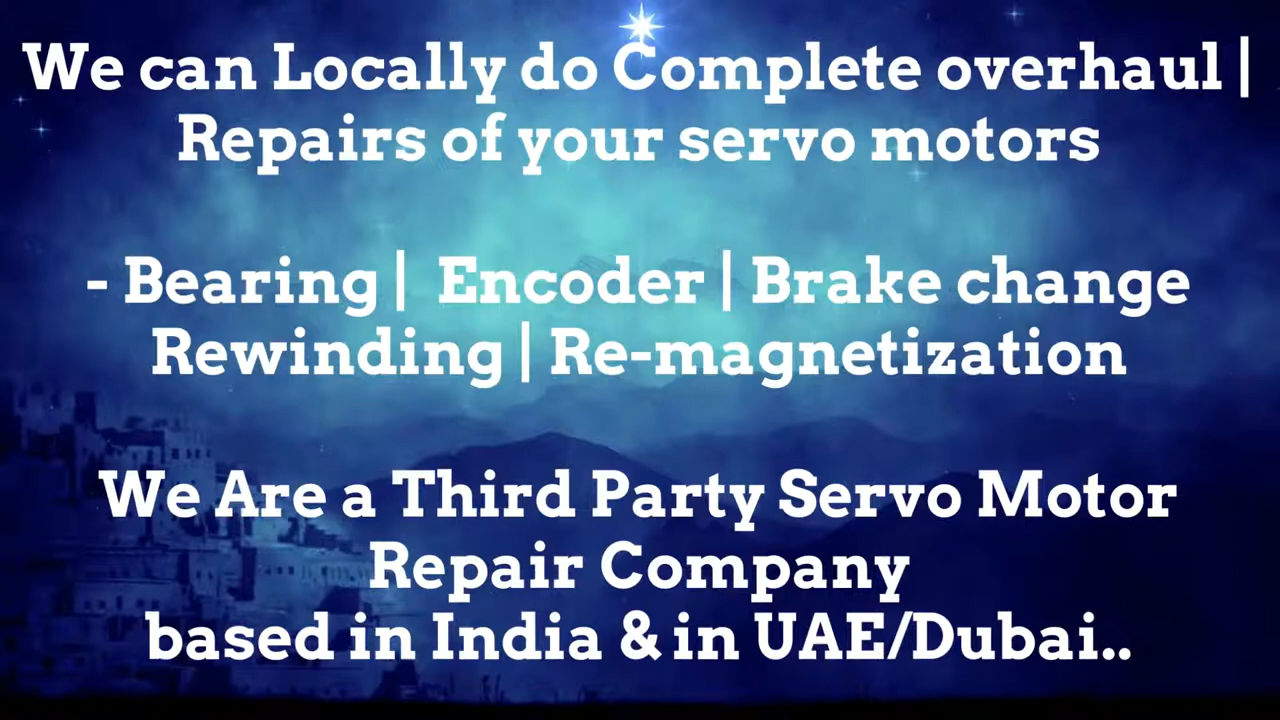 We can Locally do Complete overhaul |
Repairs of your servo motors
- Bearing | Encoder | Brake change
Rewinding | Re-magnetization
We Are a Third Party Servo Motor
Repair Company
based in India & in UAE/Dubai..